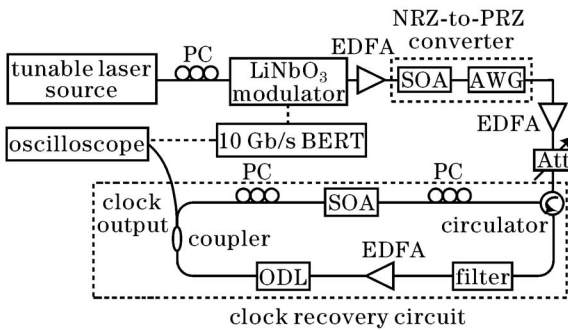 NRZ-to-PRZ
converter
EDFA
PC
tunable laser
source
LiNbO3
modulator
SOA
AWG
EDFA
oscilloscope
10 Gb/s BERT
Att
PC
PC
clock
output
SOA
circulator
coupler
EDFA
ODL
filter
clock recovery circuit